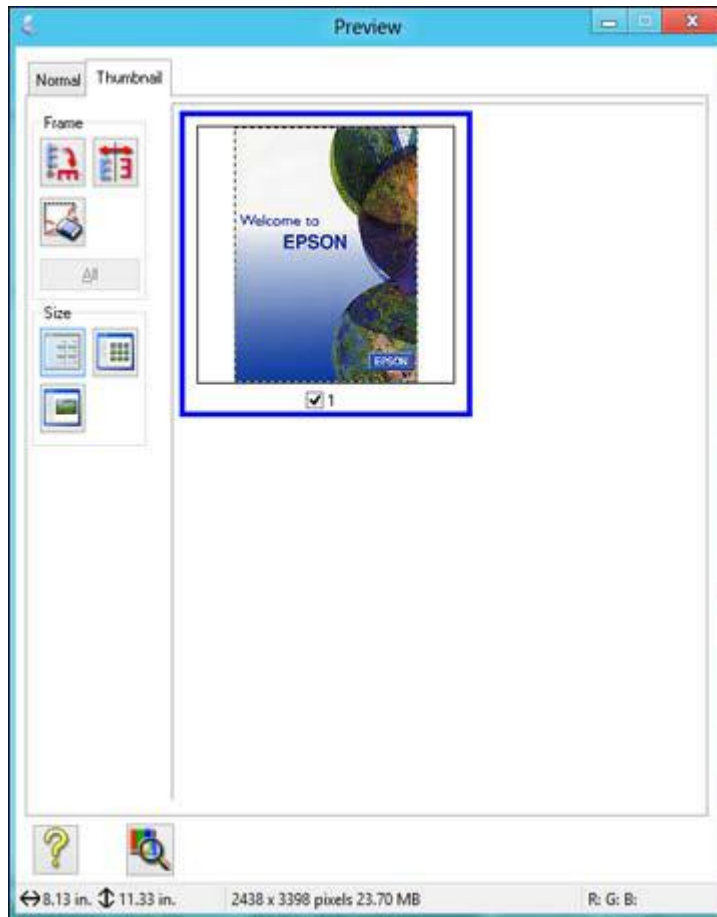 Preview
Normal Thumbnail
Frame
All
Size
Welcome to
EPSON
EPSON
1
8.13 in. 11.33 in. 2438 x 3398 pixels 23.70 MB R: G: B: